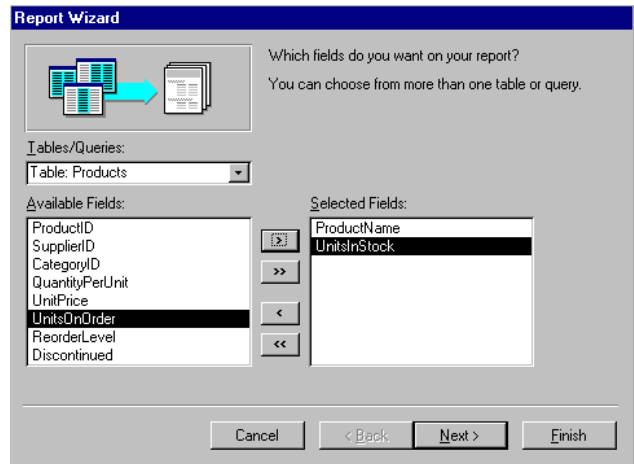 Report Wizard
Which fields do you want on your report?
You can choose from more than one table or query.
Tables/Queries:
Table: Products
Available Fields:
ProductID
SupplierID
CategoryID
QuantityPerUnit
UnitPrice
UnitsOnOrder
ReorderLevel
Discontinued
>
>>
<
<<
Selected Fields:
ProductName
UnitsInStock
Cancel
< Back
Next >
Finish